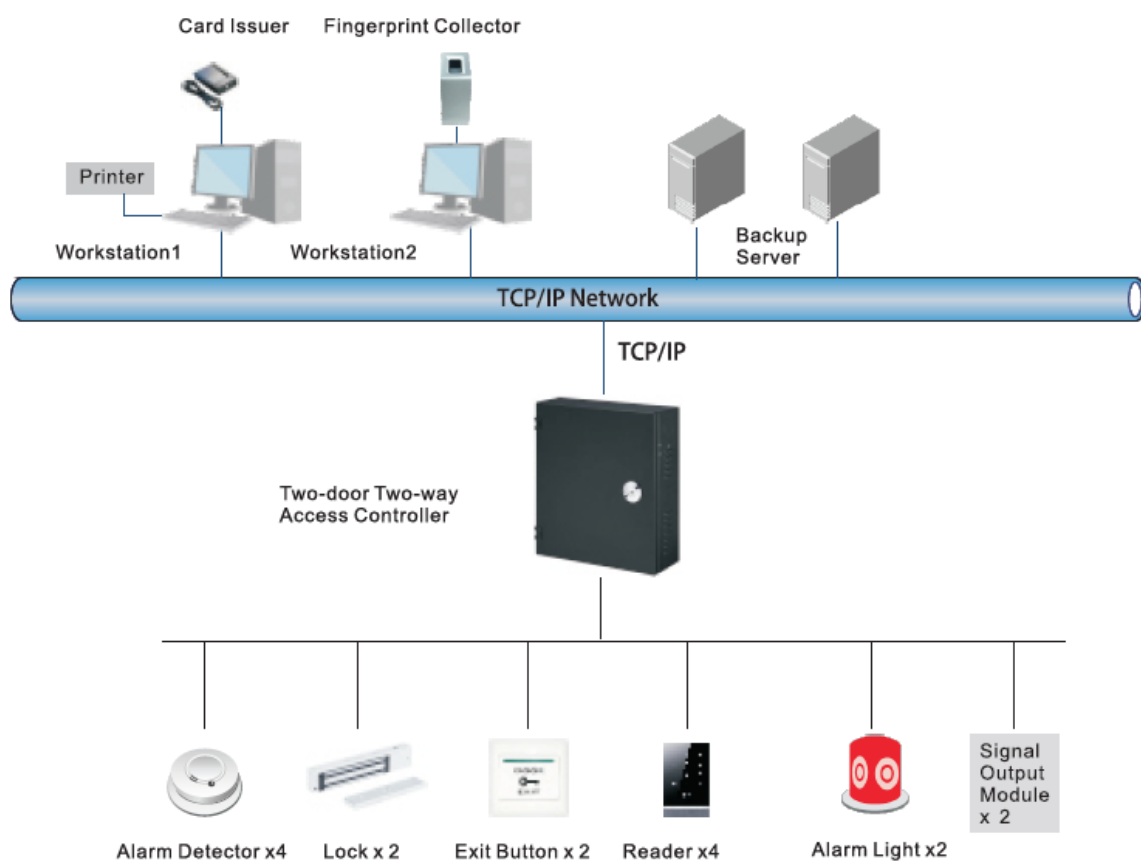 Card Issuer
Fingerprint Collector
Printer
Workstation1
Workstation2
Backup
Server
TCP/IP Network
TCP/IP
Two-door Two-way
Access Controller
Signal
Output
Module
x 2
Alarm Detector x4
Lock x 2
Exit Button x 2
Reader x4
Alarm Light x2